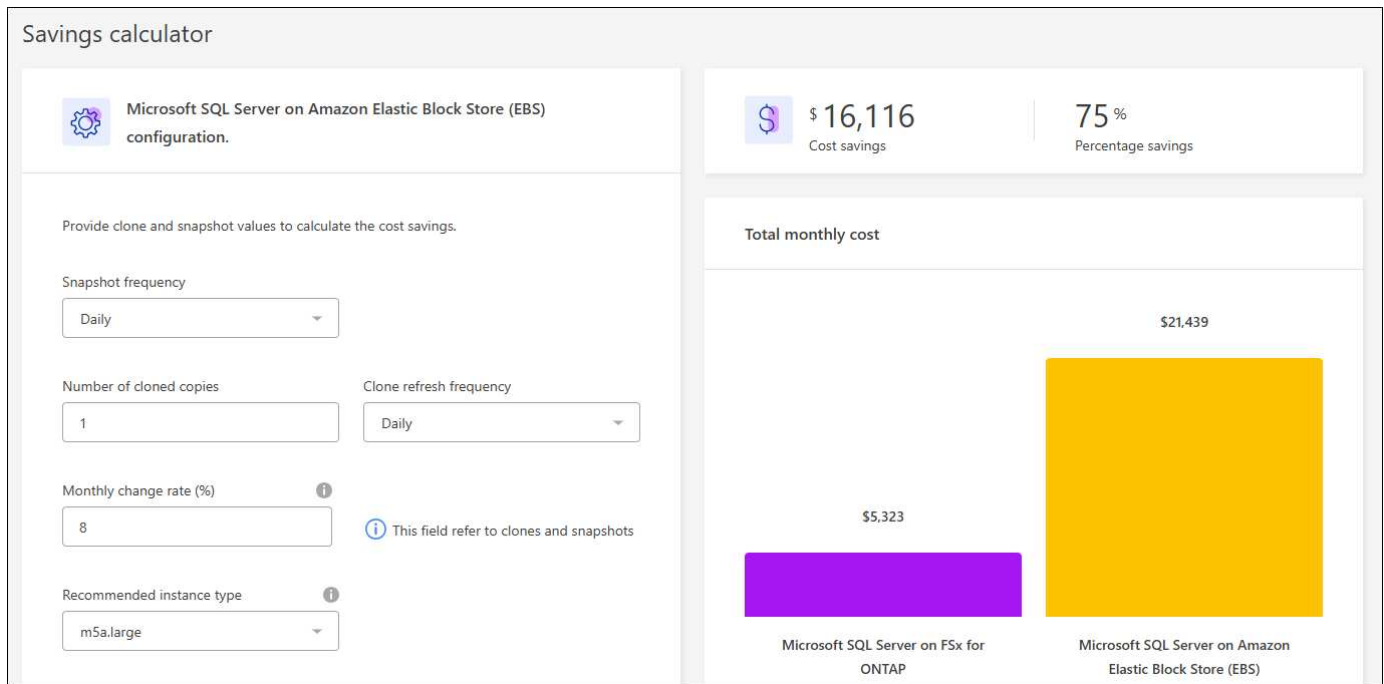 Savings calculator
Microsoft SQL Server on Amazon Elastic Block Store (EBS)
configuration.
Provide clone and snapshot values to calculate the cost savings.
Snapshot frequency
Daily
Number of cloned copies
Clone refresh frequency
1
Daily
Monthly change rate (%)
8
This field refer to clones and snapshots
Recommended instance type
m5a.large
$ 16,116
Cost savings
75 %
Percentage savings
Total monthly cost
$21,439
$5,323
Microsoft SQL Server on FSx for
ONTAP
Microsoft SQL Server on Amazon
Elastic Block Store (EBS)